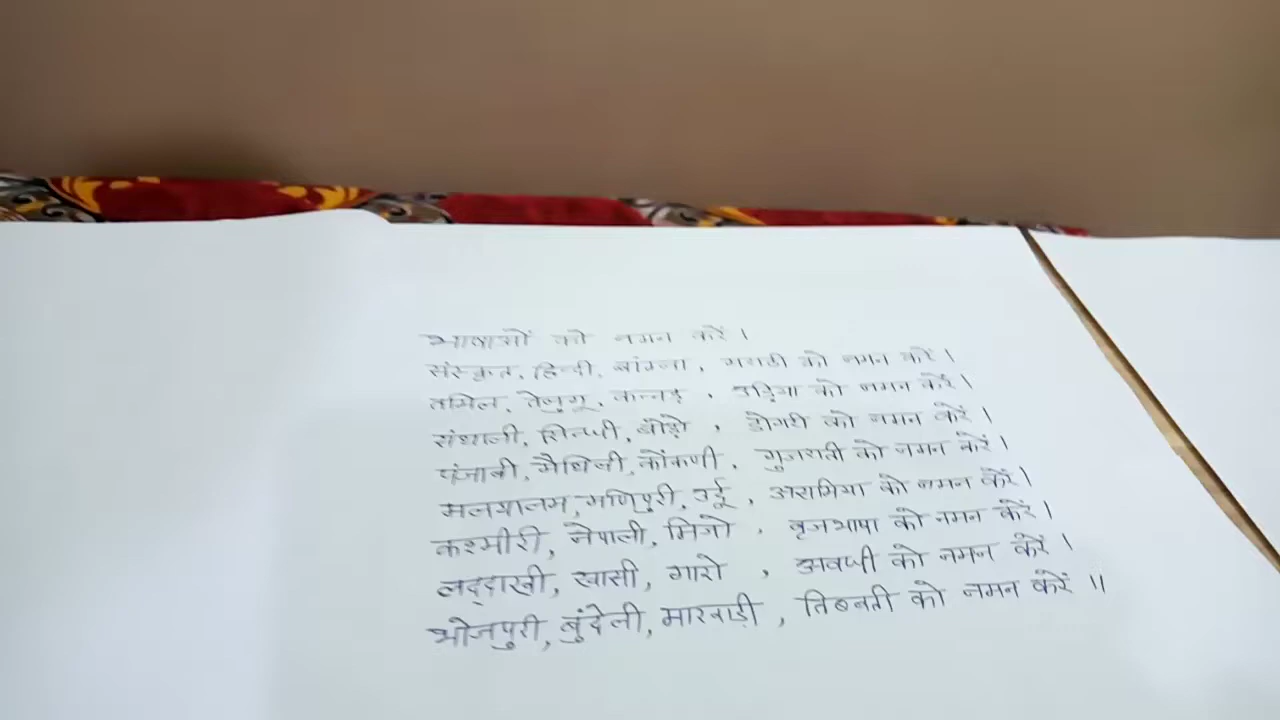 भाषाओं को नमन करें ।
संस्कृत, हिन्दी, बांग्ला, मराठी को नमन करें ।
तमिल, तेलुगू, कन्नड़, उड़िया को नमन करें ।
संथाली, सिन्धी, बोड़ो, डोगरी को नमन करें ।
पंजाबी, मैथिली, कोंकणी, गुजराती को नमन करें ।
मलयालम, मणिपुरी, उर्दू, असमिया को नमन करें ।
कश्मीरी, नेपाली, मिजो, बृजभाषा को नमन करें ।
लद्दाखी, खासी, गारो, अवधी को नमन करें ।
भोजपुरी, बुंदेली, मारवाड़ी, तिब्बती को नमन करें ॥